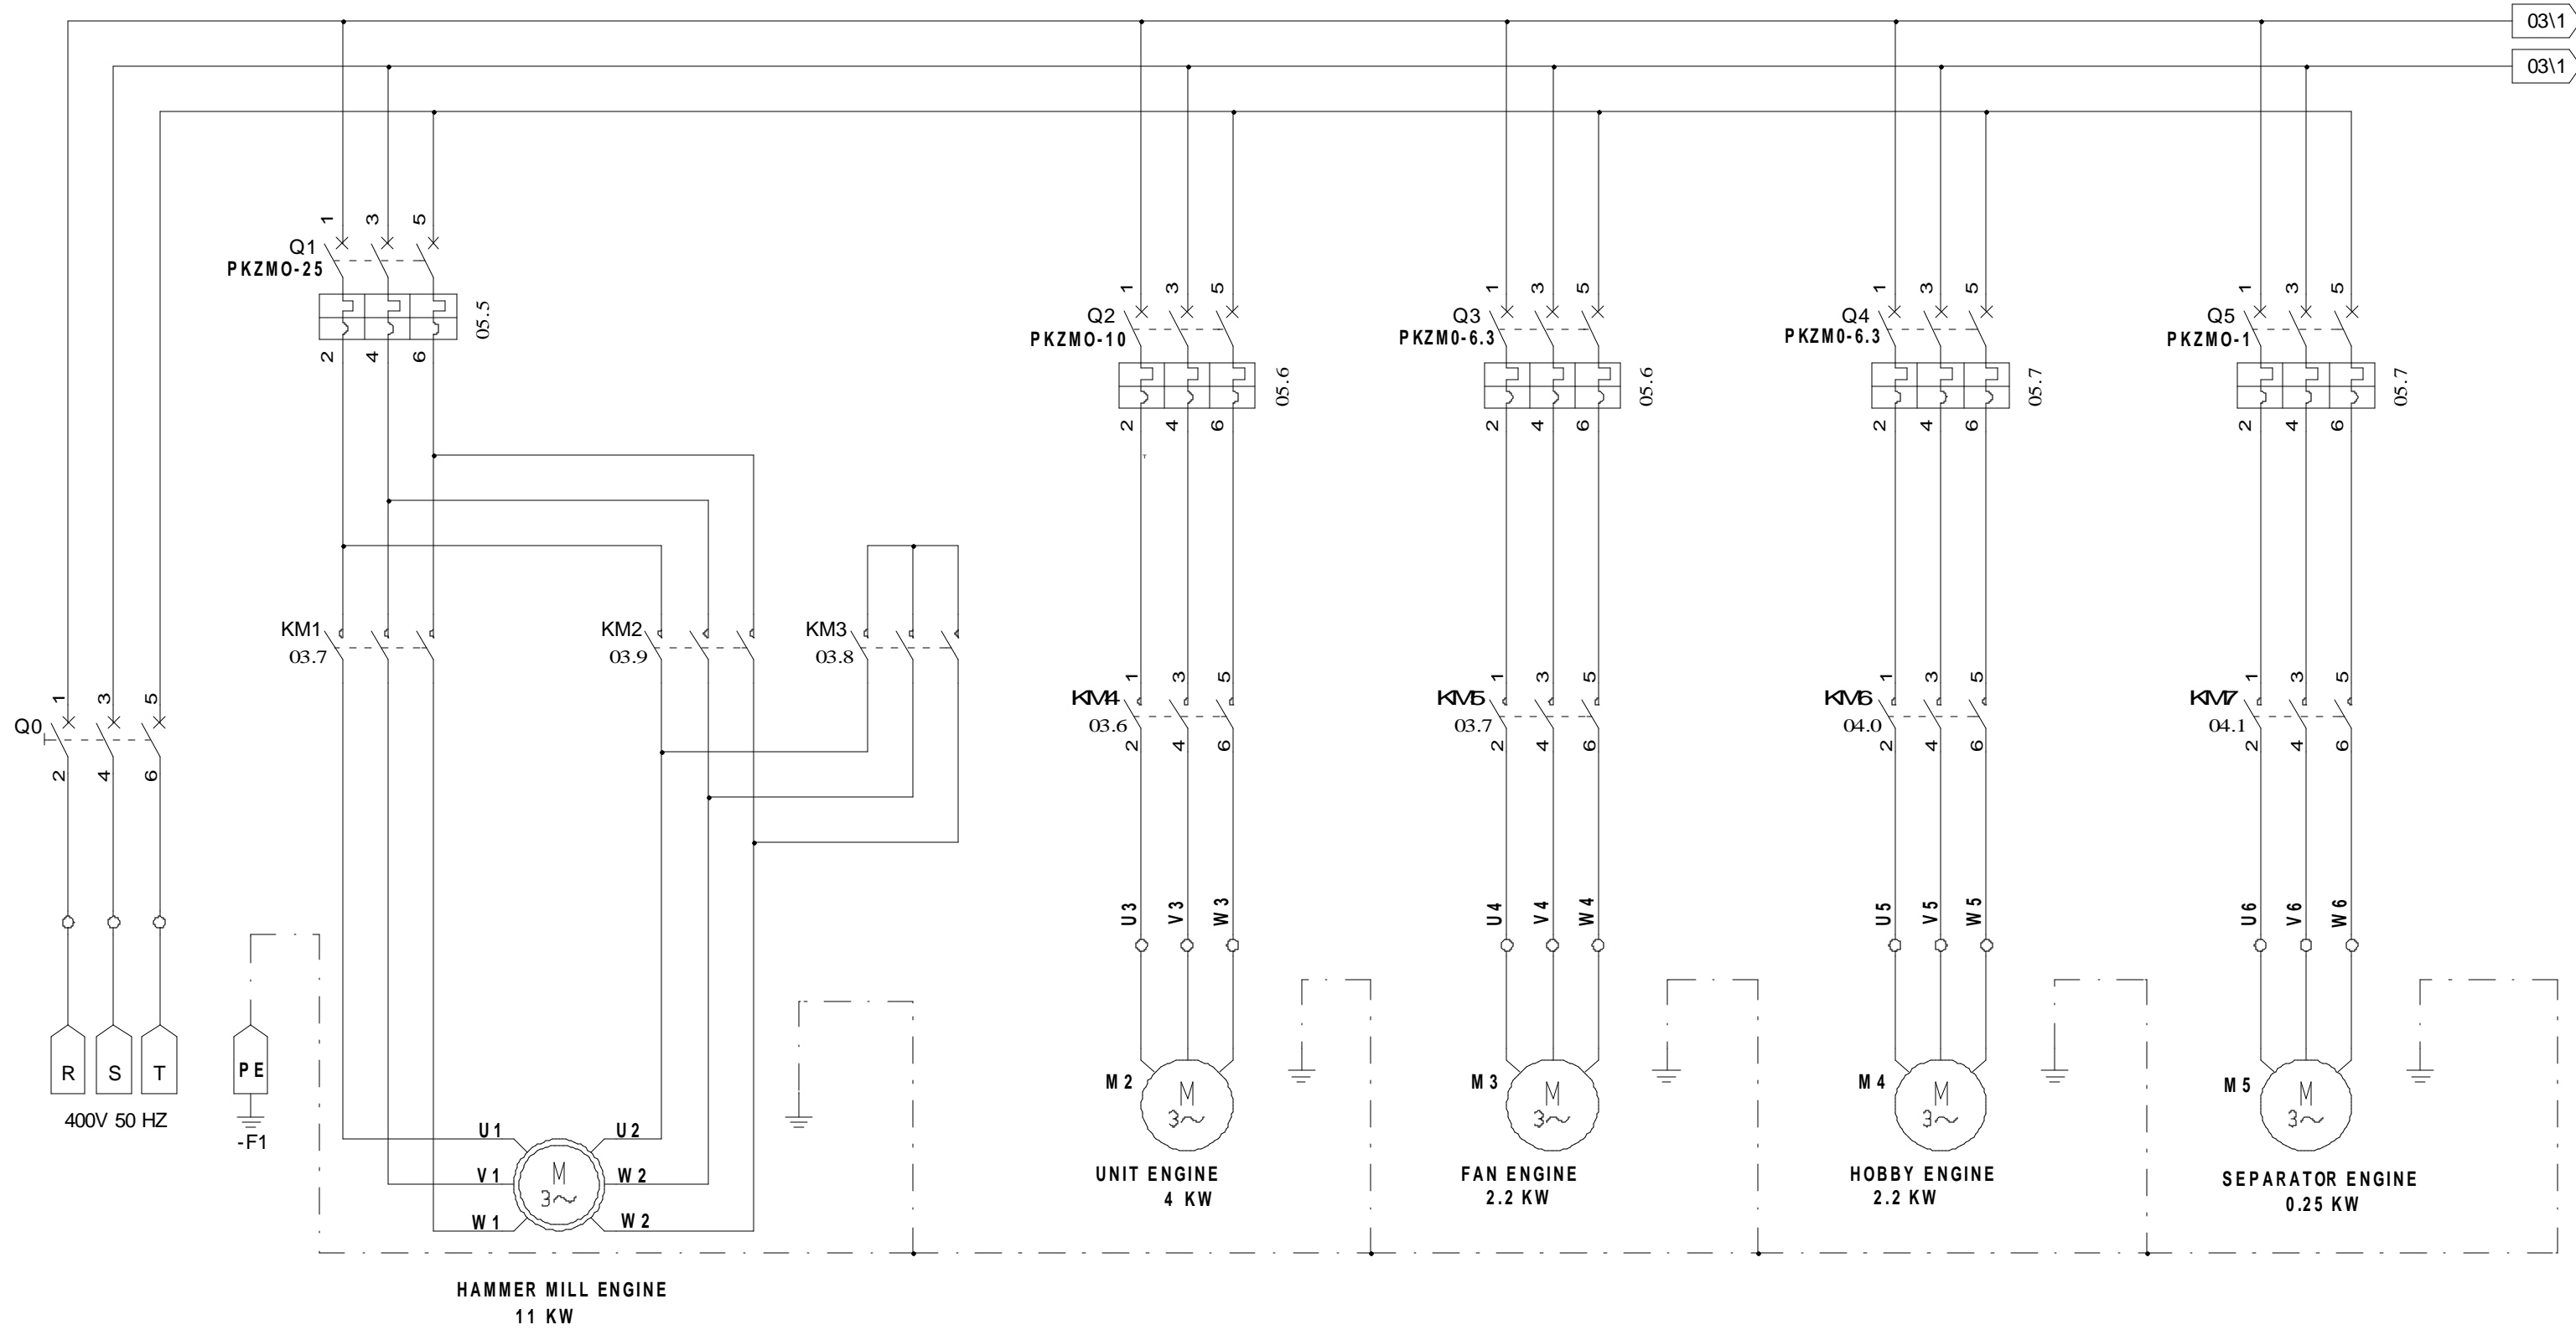 03\1
03\1
1 3 5
Q1
PKZMO-25
05.5
2 4 6
1 3 5
Q2
PKZMO-10
05.6
2 4 6
1 3 5
Q3
PKZM0-6.3
05.6
2 4 6
1 3 5
Q4
PKZM0-6.3
05.7
2 4 6
1 3 5
Q5
PKZMO-1
05.7
2 4 6
KM1
03.7
KM2
03.9
KM3
03.8
1 3 5
KM4
03.6
2 4 6
1 3 5
KM5
03.7
2 4 6
1 3 5
KM6
04.0
2 4 6
1 3 5
KM7
04.1
2 4 6
1 3 5
Q0
2 4 6
U3 V3 W3
U4 V4 W4
U5 V5 W5
U6 V6 W6
R S T
PE
400V 50 HZ
-F1
U1 U2
V1 W2
W1 W2
M
3~
M2
M
3~
M3
M
3~
M4
M
3~
M5
M
3~
UNIT ENGINE
4 KW
FAN ENGINE
2.2 KW
HOBBY ENGINE
2.2 KW
SEPARATOR ENGINE
0.25 KW
HAMMER MILL ENGINE
11 KW